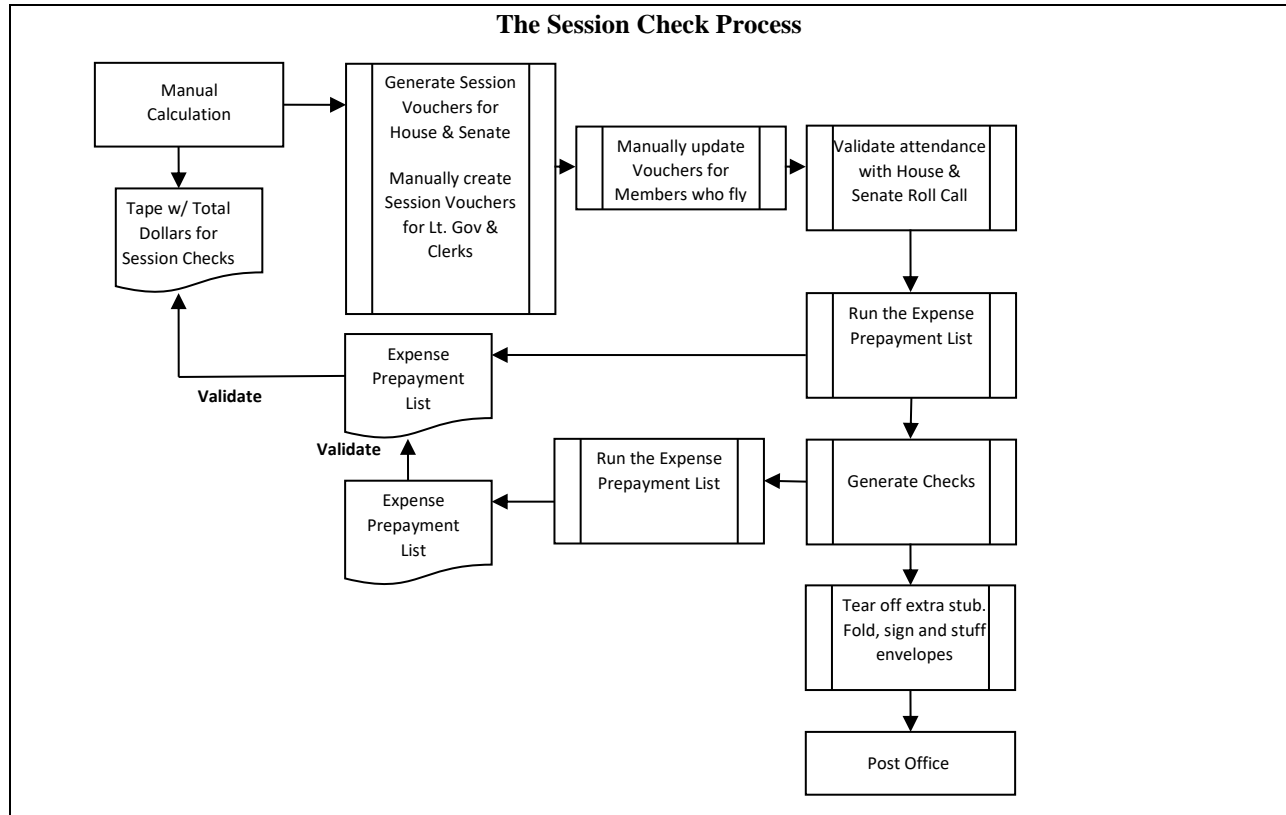 The Session Check Process
Manual
Calculation
Generate Session
Vouchers for
House & Senate
Manually create
Session Vouchers
for Lt. Gov &
Clerks
Manually update
Vouchers for
Members who fly
Validate attendance
with House &
Senate Roll Call
Tape w/ Total
Dollars for
Session Checks
Run the Expense
Prepayment List
Expense
Prepayment
List
Validate
Validate
Generate Checks
Run the Expense
Prepayment List
Expense
Prepayment
List
Tear off extra stub.
Fold, sign and stuff
envelopes
Post Office